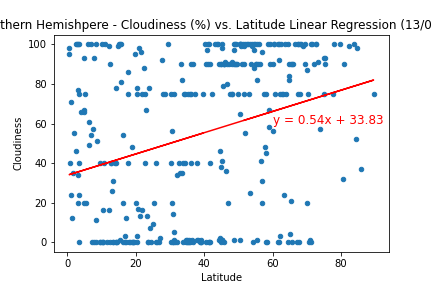 thern Hemishpere - Cloudiness (%) vs. Latitude Linear Regression (13/0
100
80
60
40
20
0
Cloudiness
y = 0.54x + 33.83
0 20 40 60 80
Latitude